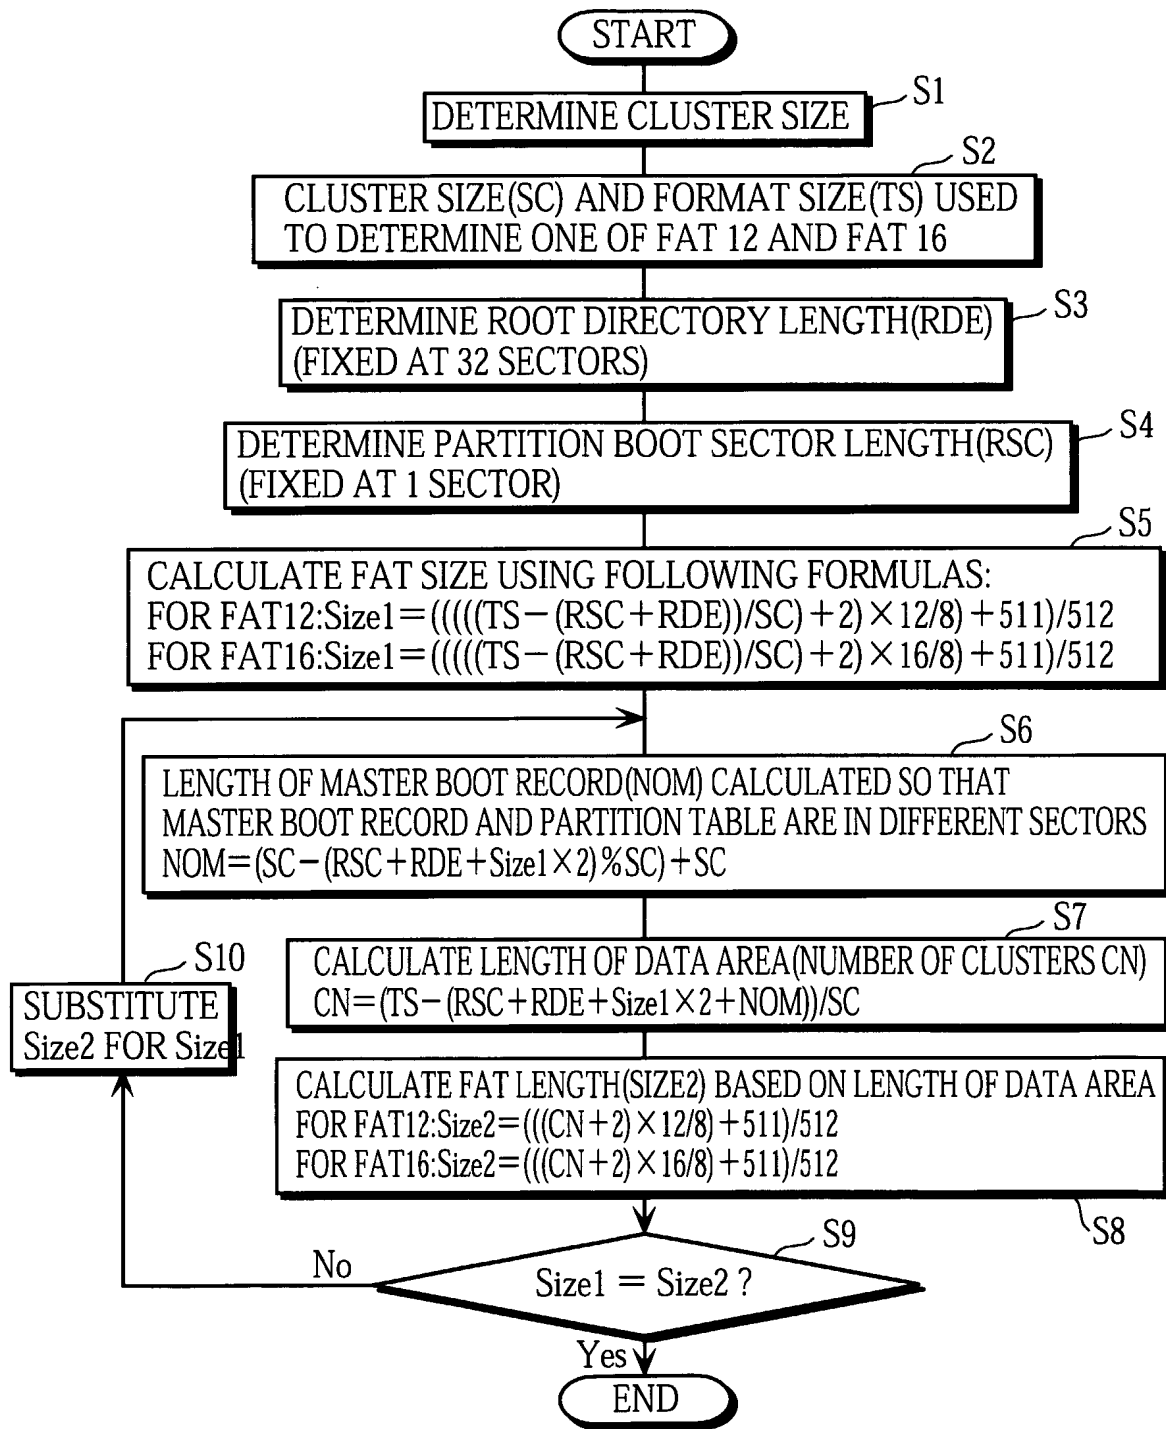 START
DETERMINE CLUSTER SIZE
S1
S2
CLUSTER SIZE(SC) AND FORMAT SIZE(TS) USED
TO DETERMINE ONE OF FAT 12 AND FAT 16
S3
DETERMINE ROOT DIRECTORY LENGTH(RDE)
(FIXED AT 32 SECTORS)
S4
DETERMINE PARTITION BOOT SECTOR LENGTH(RSC)
(FIXED AT 1 SECTOR)
S5
CALCULATE FAT SIZE USING FOLLOWING FORMULAS:
FOR FAT12:Size1=(((((TS−(RSC+RDE))/SC)+2)×12/8)+511)/512
FOR FAT16:Size1=(((((TS−(RSC+RDE))/SC)+2)×16/8)+511)/512
S6
LENGTH OF MASTER BOOT RECORD(NOM) CALCULATED SO THAT
MASTER BOOT RECORD AND PARTITION TABLE ARE IN DIFFERENT SECTORS
NOM=(SC−(RSC+RDE+Size1×2)%SC)+SC
S7
CALCULATE LENGTH OF DATA AREA(NUMBER OF CLUSTERS CN)
CN=(TS−(RSC+RDE+Size1×2+NOM))/SC
S10
SUBSTITUTE
Size2 FOR Size1
CALCULATE FAT LENGTH(SIZE2) BASED ON LENGTH OF DATA AREA
FOR FAT12:Size2=(((CN+2)×12/8)+511)/512
FOR FAT16:Size2=(((CN+2)×16/8)+511)/512
S8
S9
No
Size1 = Size2 ?
Yes
END